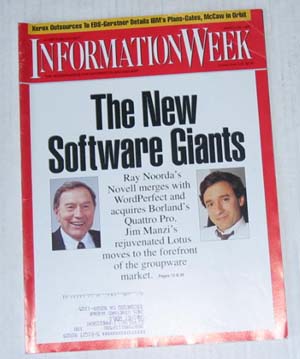 Xerox Outsources To EDS-Gerstner Details IBM's Plans-Gates, McCaw in Orbit
INFORMATIONWEEK
The New
Software Giants
Ray Noorda's
Novell merges with
WordPerfect and
acquires Borland's
Quattro Pro.
Jim Manzi's
rejuvenated Lotus
moves to the forefront
of the groupware
market.